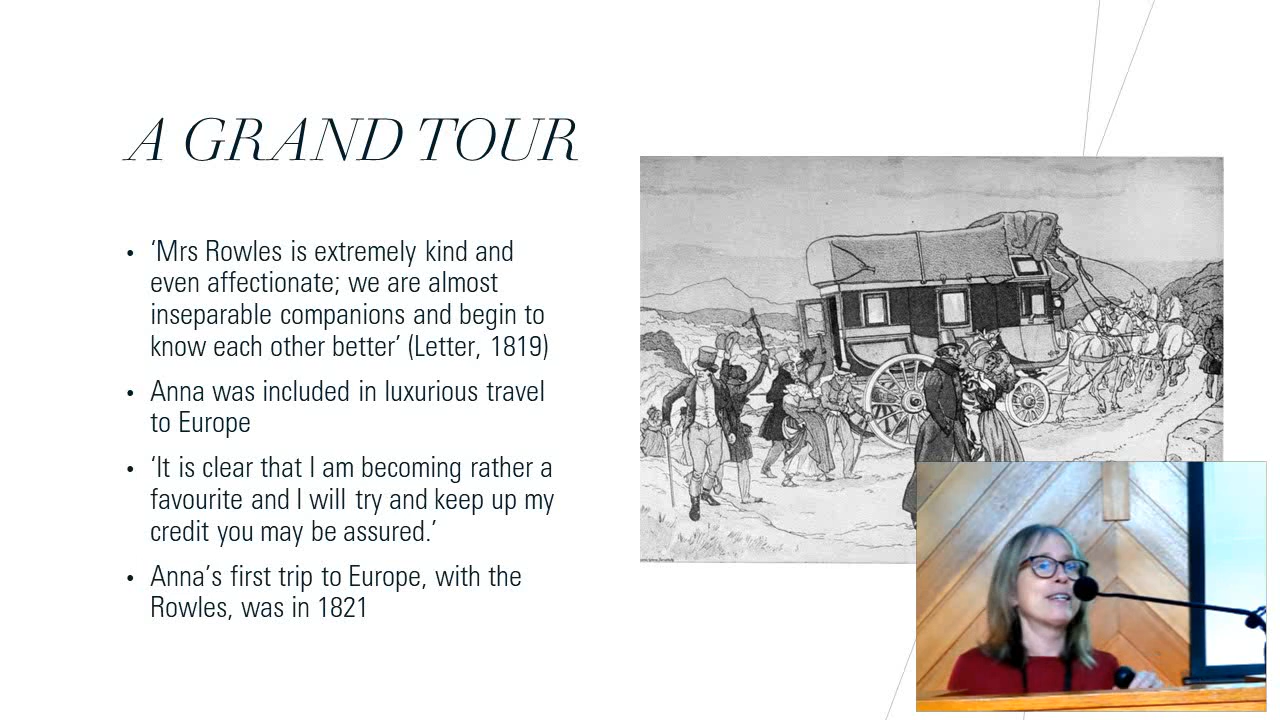 A GRAND TOUR
• ‘Mrs Rowles is extremely kind and
even affectionate; we are almost
inseparable companions and begin to
know each other better’ (Letter, 1819)
• Anna was included in luxurious travel
to Europe
• ‘It is clear that I am becoming rather a
favourite and I will try and keep up my
credit you may be assured.’
• Anna’s first trip to Europe, with the
Rowles, was in 1821